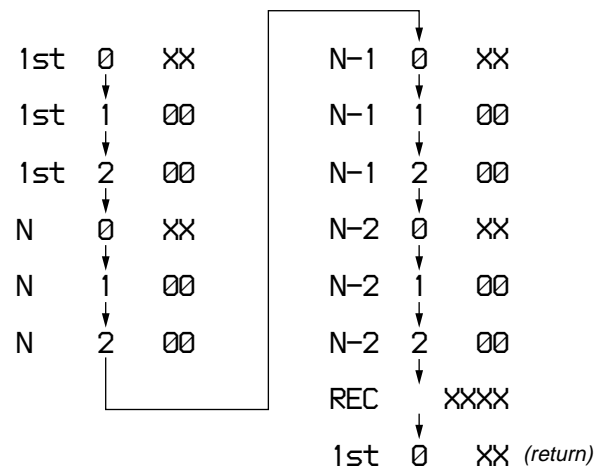 1st 0 XX
1st 1 00
1st 2 00
N 0 XX
N 1 00
N 2 00
N-1 0 XX
N-1 1 00
N-1 2 00
N-2 0 XX
N-2 1 00
N-2 2 00
REC XXXX
1st 0 XX (return)